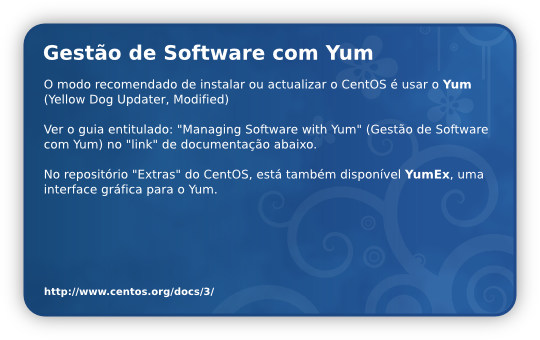 Gestão de Software com Yum
O modo recomendado de instalar ou actualizar o CentOS é usar o Yum
(Yellow Dog Updater, Modified)
Ver o guia entitulado: "Managing Software with Yum" (Gestão de Software
com Yum) no "link" de documentação abaixo.
No repositório "Extras" do CentOS, está também disponível YumEx, uma
interface gráfica para o Yum.
http://www.centos.org/docs/3/